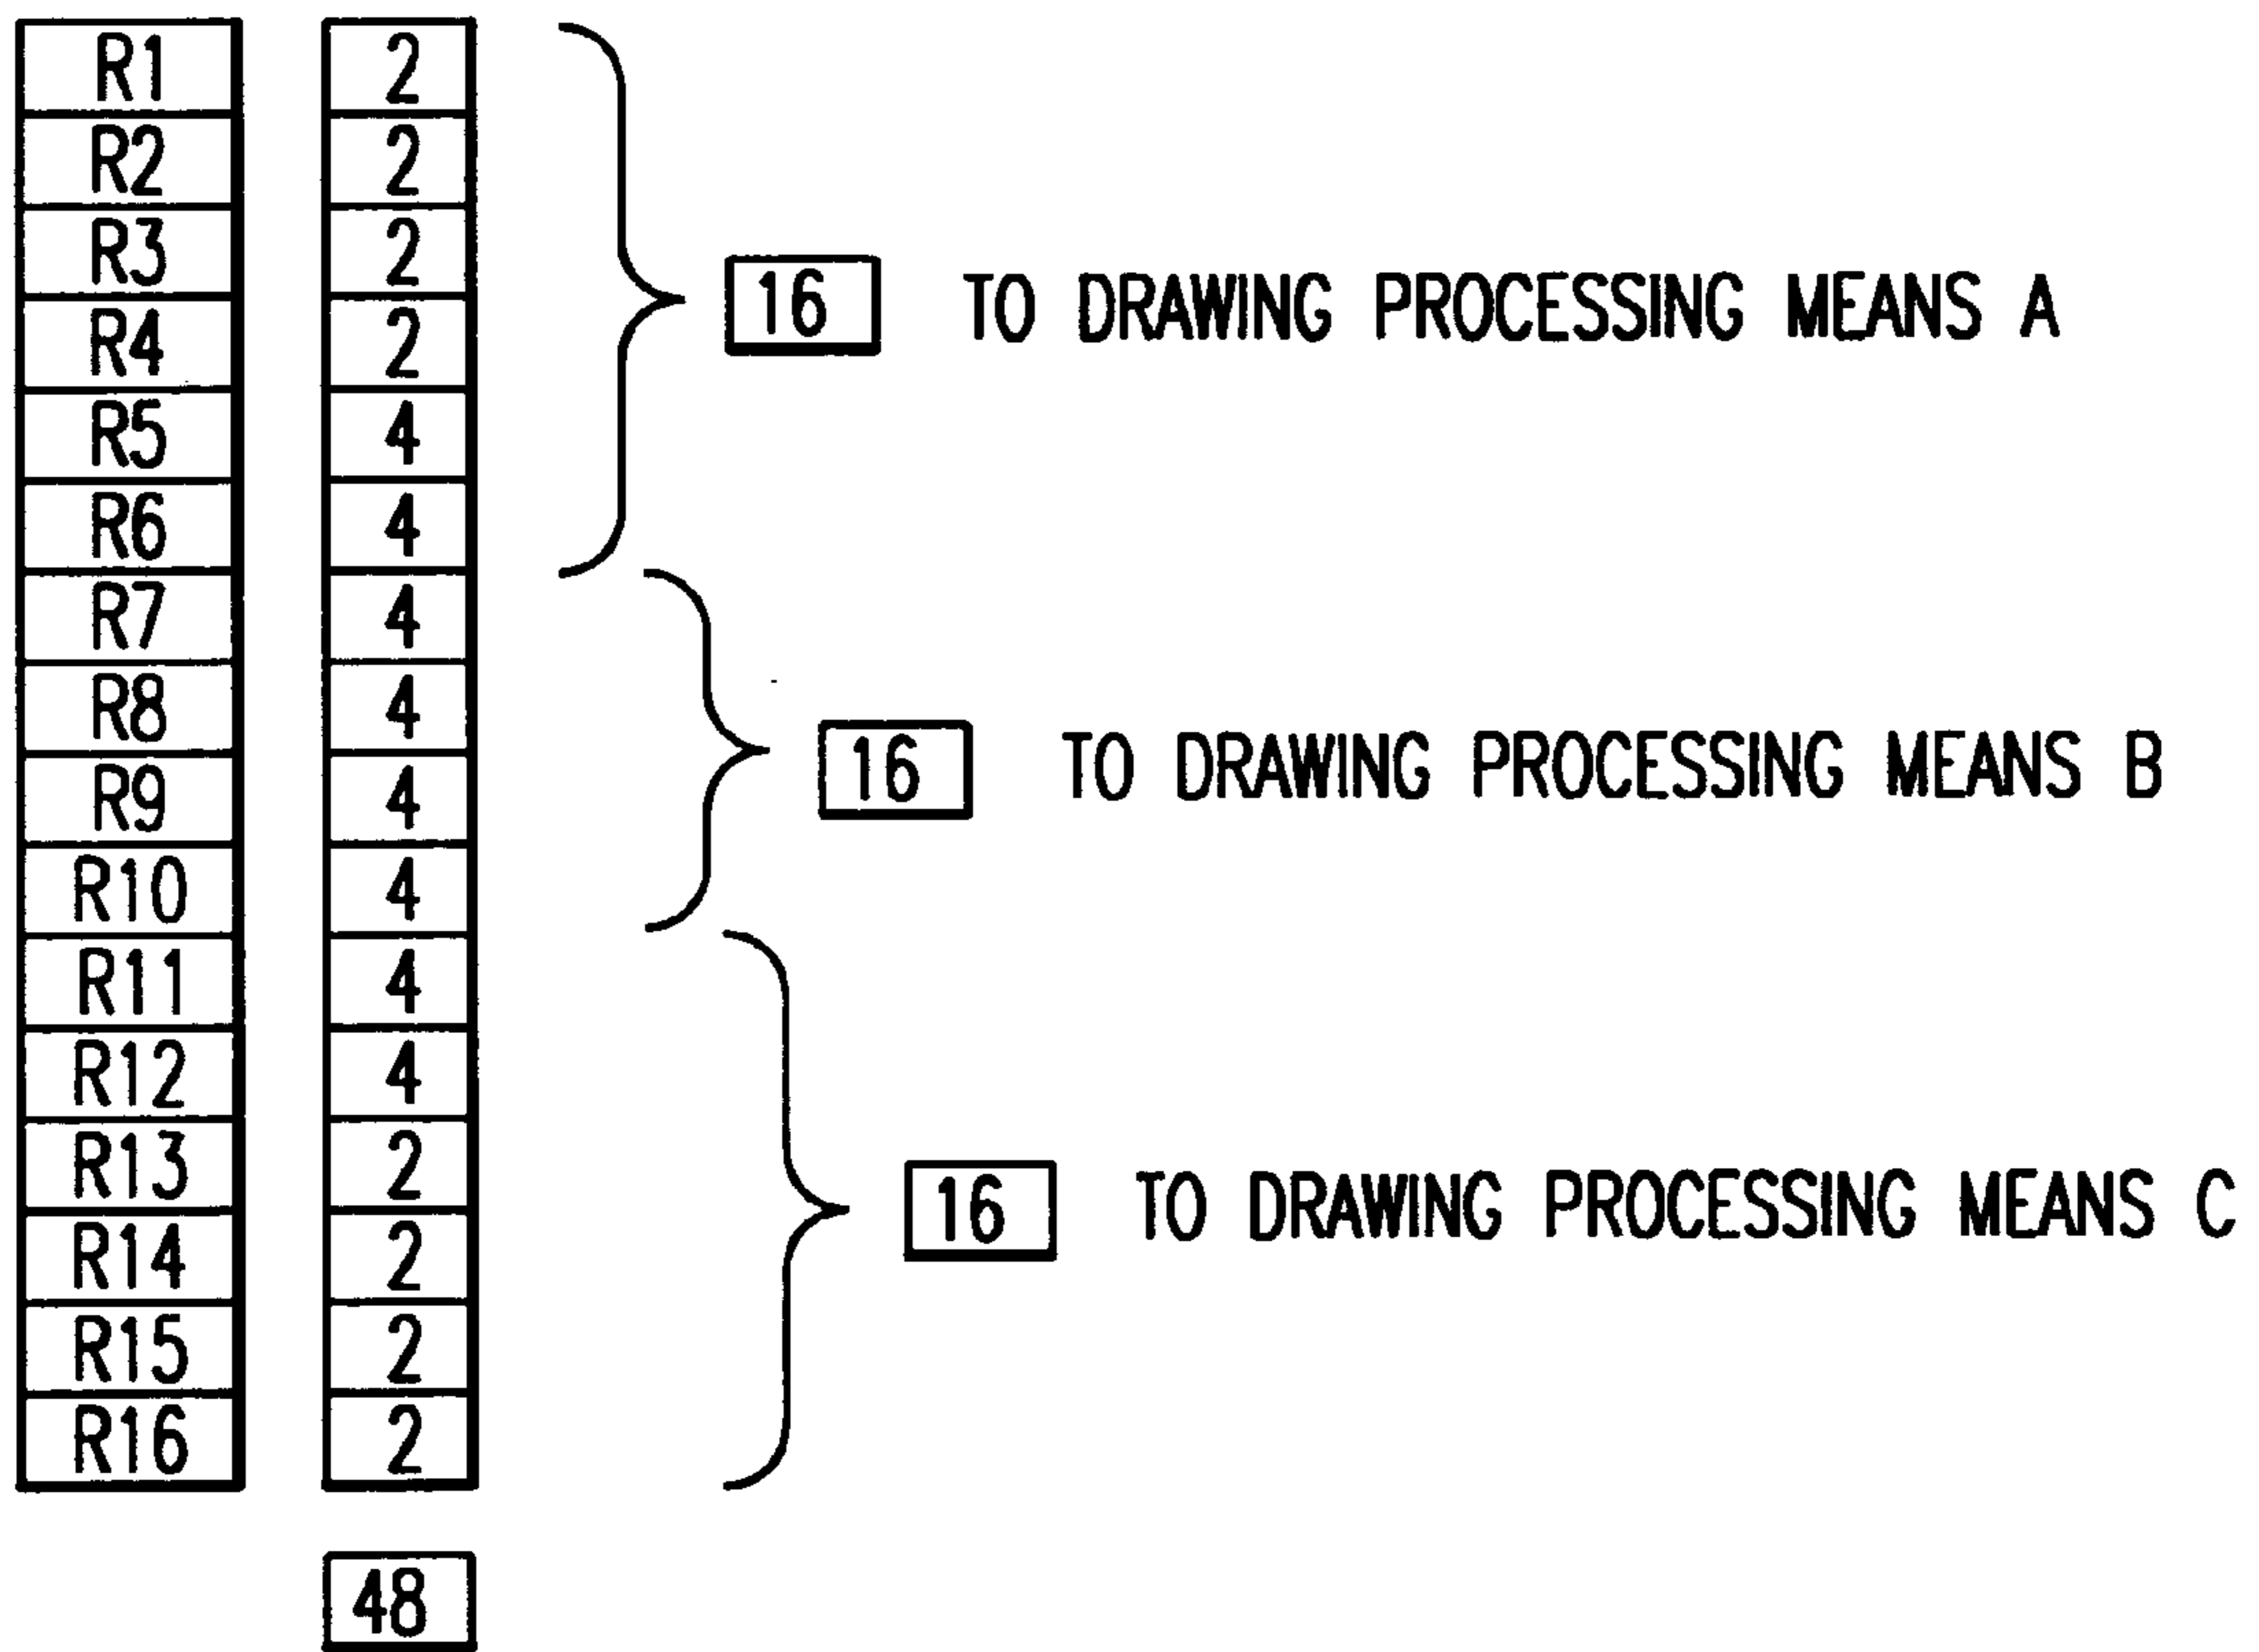 R1 2
R2 2
R3 2
16 TO DRAWING PROCESSING MEANS A
R4 2
R5 4
R6 4
R7 4
R8 4
16 TO DRAWING PROCESSING MEANS B
R9 4
R10 4
R11 4
R12 4
R13 2
16 TO DRAWING PROCESSING MEANS C
R14 2
R15 2
R16 2
48